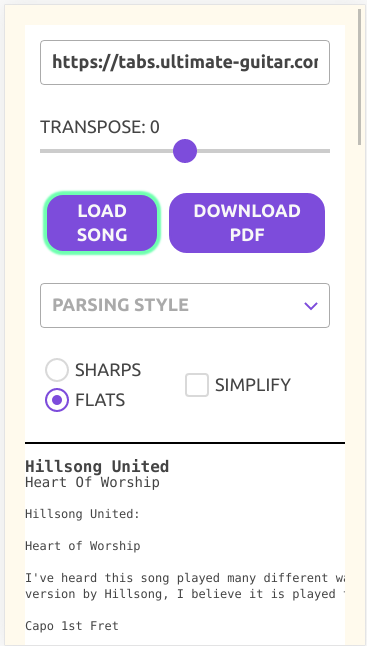 https://tabs.ultimate-guitar.com
TRANSPOSE: 0
LOAD
SONG
DOWNLOAD
PDF
PARSING STYLE
SHARPS
FLATS
SIMPLIFY
Hillsong United
Heart Of Worship
Hillsong United:
Heart of Worship
I've heard this song played many different
version by Hillsong, I believe it is played
Capo 1st Fret